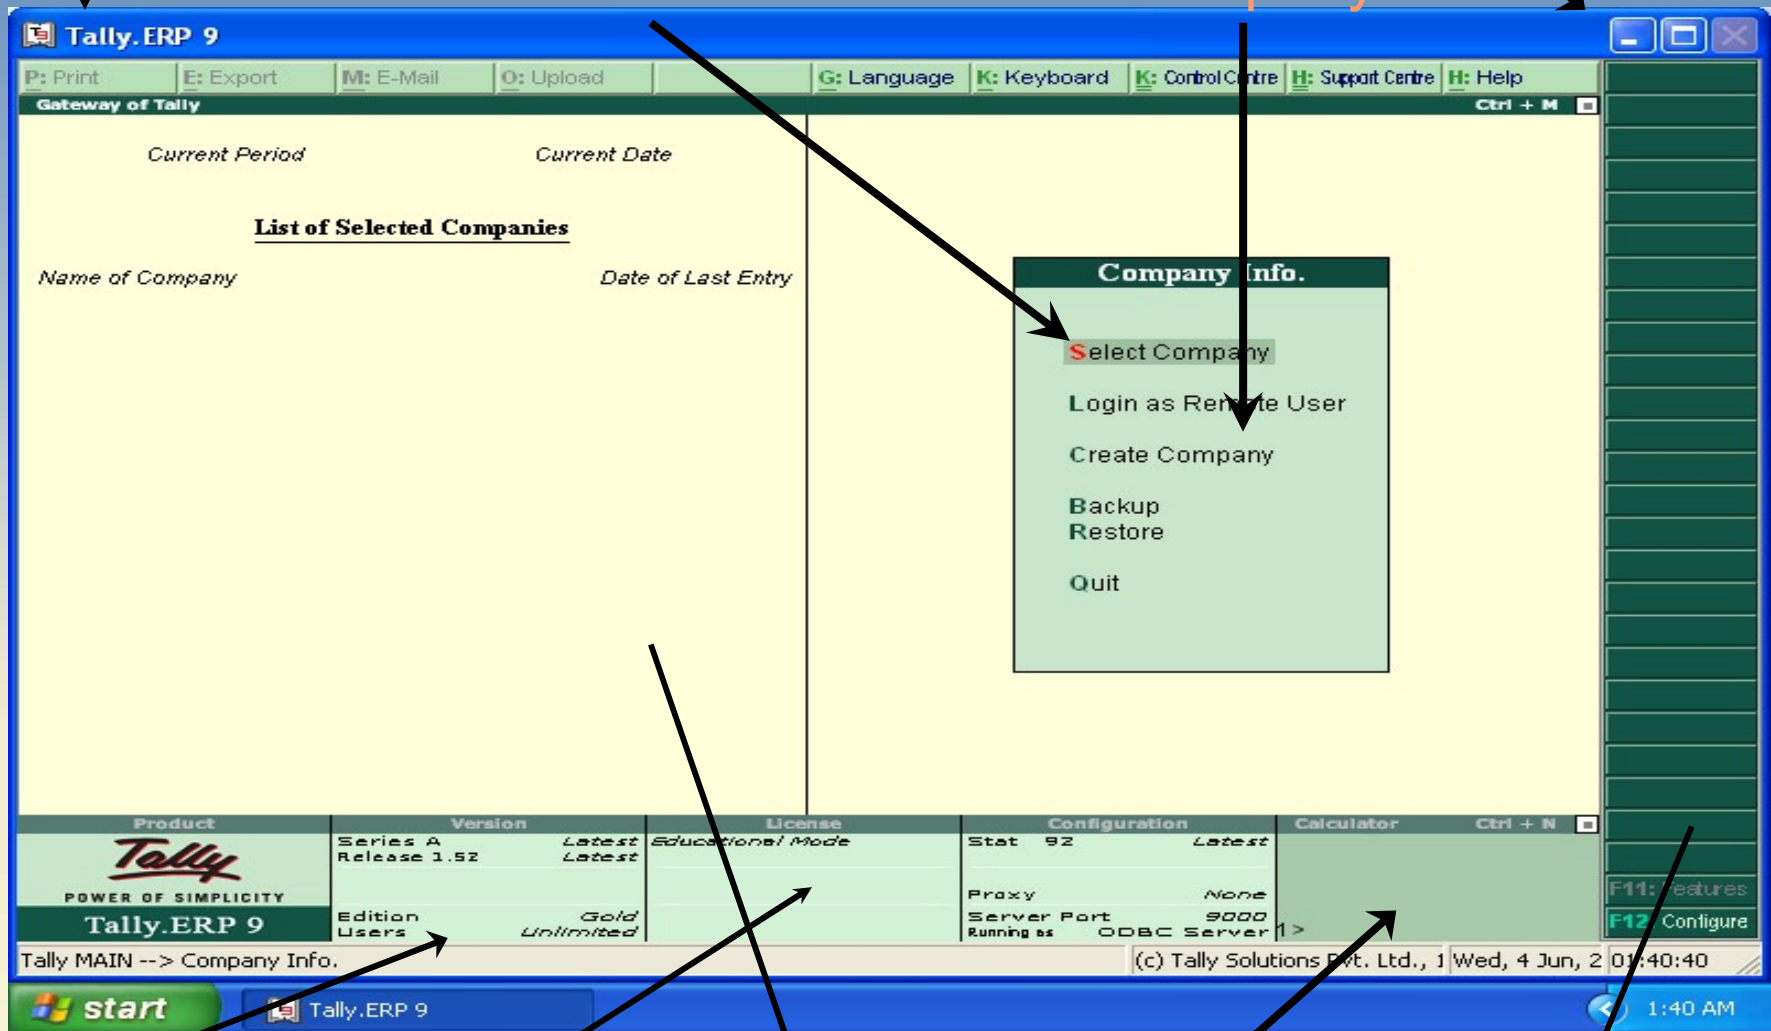 Tally.ERP 9
P: Print E: Export M: E-Mail O: Upload G: Language K: Keyboard K: Control Centre H: Support Centre H: Help
Gateway of Tally Ctrl + M
Current Period Current Date
List of Selected Companies
Name of Company Date of Last Entry
Company Info.
Select Company
Login as Remote User
Create Company
Backup
Restore
Quit
Product Version License Configuration Calculator Ctrl + N
Tally
POWER OF SIMPLICITY
Tally.ERP 9
Series A Latest
Release 1.52 Latest
Edition Gold
Users Unlimited
Educational Mode
Stat 92 Latest
Proxy None
Server Port 9000
Running as ODBC Server
1 >
F11: Features
F12: Configure
Tally MAIN --> Company Info. (c) Tally Solutions Pvt. Ltd., 1 Wed, 4 Jun, 2 01:40:40
start Tally.ERP 9 1:40 AM